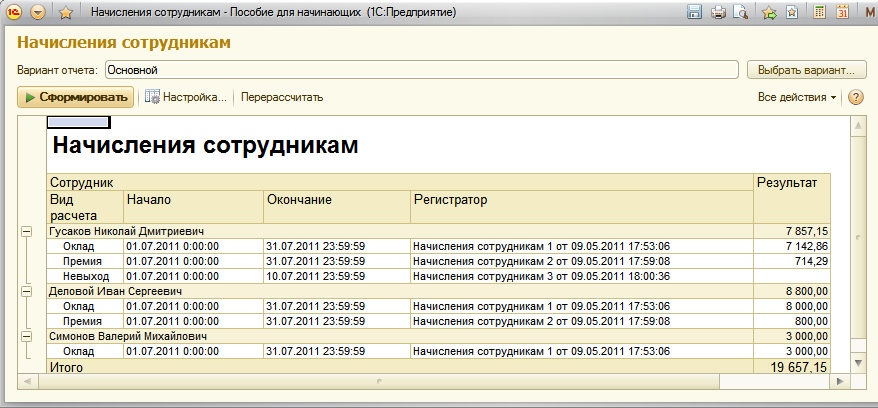 Начисления сотрудникам - Пособие для начинающих (1С:Предприятие)
M
Начисления сотрудникам
Вариант отчета: Основной Выбрать вариант...
Сформировать Настройка... Перерассчитать Все действия ?
Начисления сотрудникам
Сотрудник Результат
Вид расчета Начало Окончание Регистратор
Гусаков Николай Дмитриевич 7 857,15
Оклад 01.07.2011 0:00:00 31.07.2011 23:59:59 Начисления сотрудникам 1 от 09.05.2011 17:53:06 7 142,86
Премия 01.07.2011 0:00:00 31.07.2011 23:59:59 Начисления сотрудникам 2 от 09.05.2011 17:59:08 714,29
Невыход 01.07.2011 0:00:00 10.07.2011 23:59:59 Начисления сотрудникам 3 от 09.05.2011 18:00:36
Деловой Иван Сергеевич 8 800,00
Оклад 01.07.2011 0:00:00 31.07.2011 23:59:59 Начисления сотрудникам 1 от 09.05.2011 17:53:06 8 000,00
Премия 01.07.2011 0:00:00 31.07.2011 23:59:59 Начисления сотрудникам 2 от 09.05.2011 17:59:08 800,00
Симонов Валерий Михайлович 3 000,00
Оклад 01.07.2011 0:00:00 31.07.2011 23:59:59 Начисления сотрудникам 1 от 09.05.2011 17:53:06 3 000,00
Итого 19 657,15